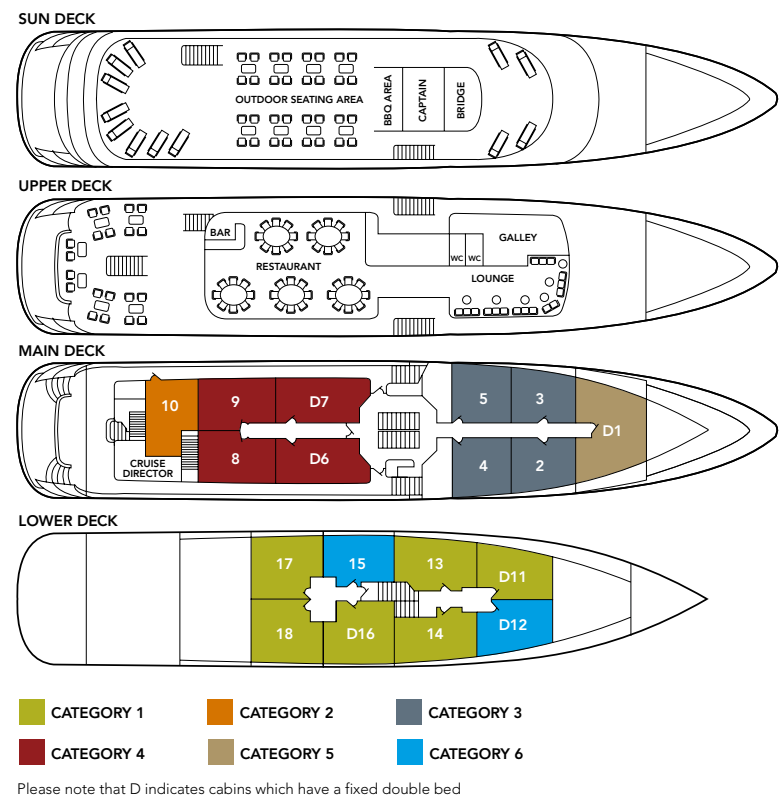 SUN DECK
OUTDOOR SEATING AREA
BBQ AREA
CAPTAIN
BRIDGE
UPPER DECK
BAR
RESTAURANT
WC WC
GALLEY
LOUNGE
MAIN DECK
10
9
D7
5
3
D1
8
D6
4
2
CRUISE
DIRECTOR
LOWER DECK
17
15
13
D11
18
D16
14
D12
CATEGORY 1
CATEGORY 2
CATEGORY 3
CATEGORY 4
CATEGORY 5
CATEGORY 6
Please note that D indicates cabins which have a fixed double bed